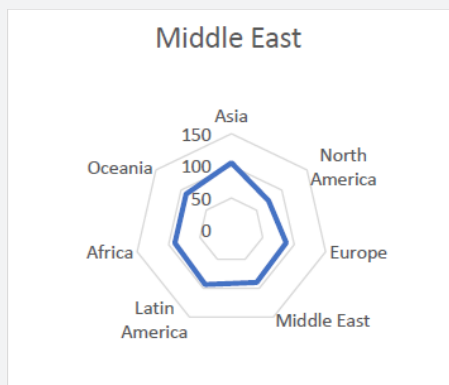 Middle East
Asia
150
100
50
0
North
America
Europe
Middle East
Latin
America
Africa
Oceania